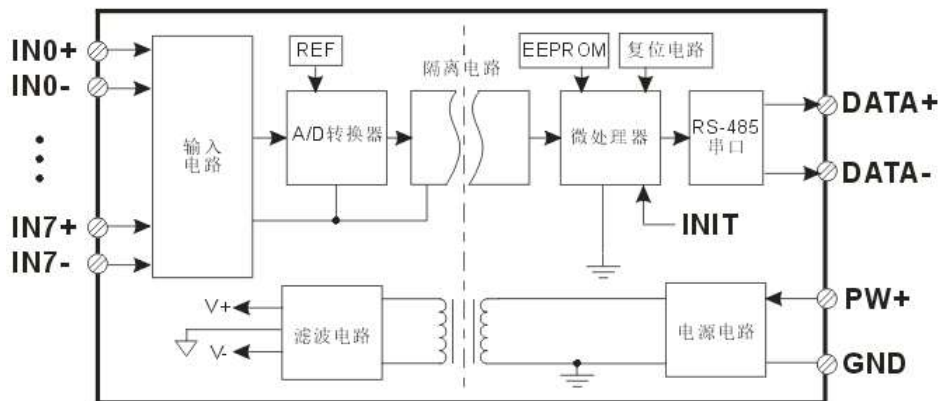 IN0+
IN0-
IN7+
IN7-
输入
电路
REF
A/D转换器
隔离电路
EEPROM
复位电路
微处理器
RS-485
串口
INIT
DATA+
DATA-
V+
V-
滤波电路
电源电路
PW+
GND